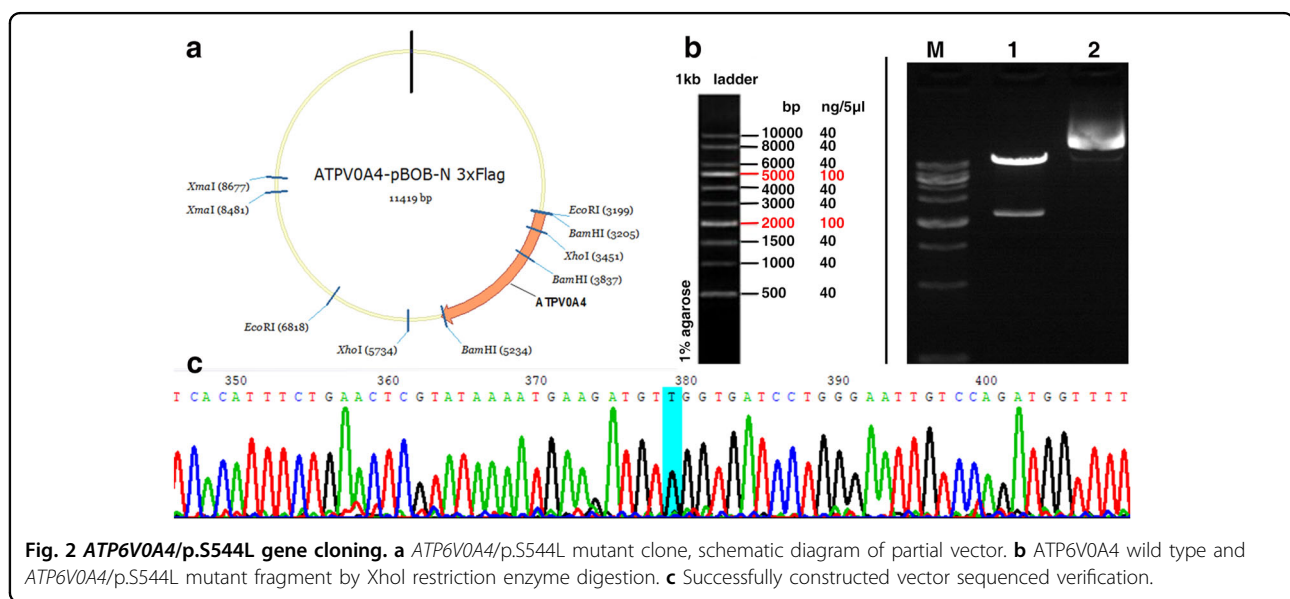 a
ATPV0A4-pBOB-N 3xFlag
11419 bp
XmaI (8677)
XmaI (8481)
EcoRI (3199)
BamHI (3205)
XhoI (3451)
BamHI (3837)
ATPV0A4
EcoRI (6818)
XhoI (5734)
BamHI (5234)
b
1kb ladder
bp ng/5µl
10000 40
8000 40
6000 40
5000 100
4000 40
3000 40
2000 100
1500 40
1000 40
500 40
1% agarose
M 1 2
c
350 360 370 380 390 400
T C A C A T T T C T G A A C T C G T A T A A A A T G A A G A T G T T G G T G A T C C T G G G A A T T G T C C A G A T G G T T T T
Fig. 2 ATP6V0A4/p.S544L gene cloning. a ATP6V0A4/p.S544L mutant clone, schematic diagram of partial vector. b ATP6V0A4 wild type and
ATP6V0A4/p.S544L mutant fragment by XhoI restriction enzyme digestion. c Successfully constructed vector sequenced verification.